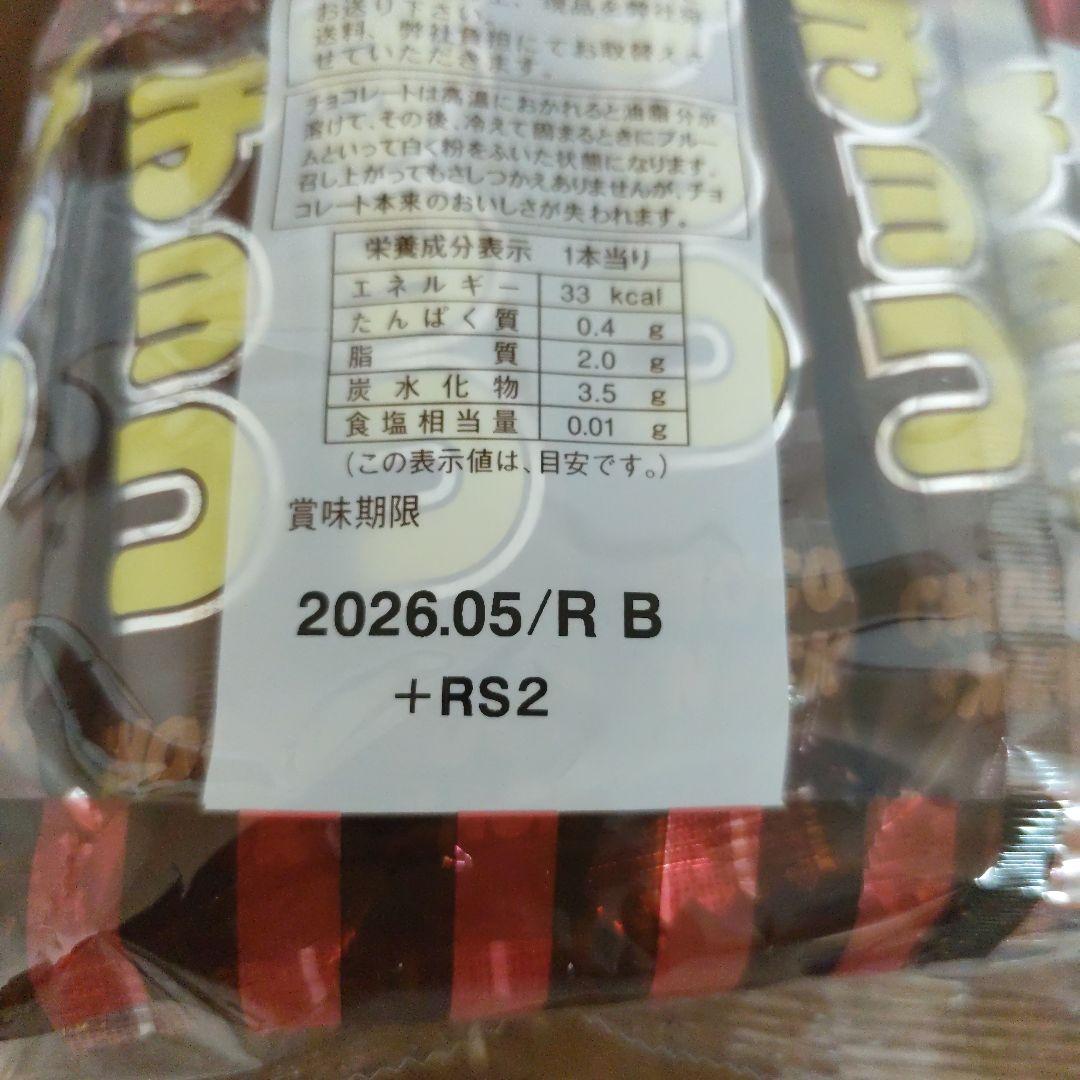 お送り下さい。
送料、弊社負担にてお取替えさ
せていただきます。
チョコレートは高温におかれると油脂分が
溶けて、その後、冷えて固まるときにブルー
ムといって白く粉をふいた状態になります。
召し上がってもさしつかえありませんが、チョ
コレート本来のおいしさが失われます。
栄養成分表示 1本当り
エネルギー 33 kcal
たんぱく質 0.4 g
脂質 2.0 g
炭水化物 3.5 g
食塩相当量 0.01 g
(この表示値は、目安です。)
賞味期限
2026.05/R B
+RS2
チョコ